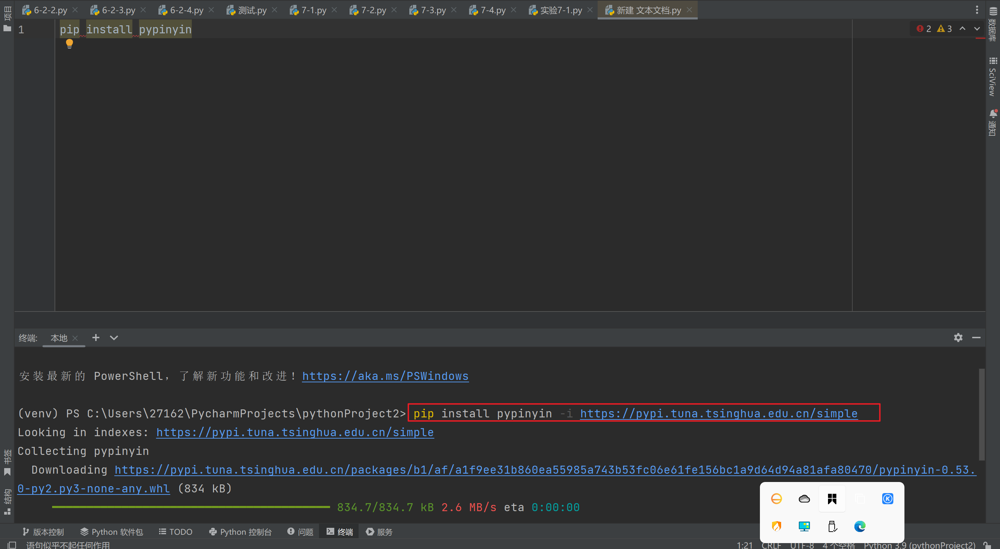 项目
6-2-2.py 6-2-3.py 6-2-4.py 测试.py 7-1.py 7-2.py 7-3.py 7-4.py 实验7-1.py 新建 文本文档.py
1 pip install pypinyin
2 3
数据库
SciView
通知
终端: 本地
安装最新的 PowerShell，了解新功能和改进！https://aka.ms/PSWindows
(venv) PS C:\Users\27162\PycharmProjects\pythonProject2> pip install pypinyin -i https://pypi.tuna.tsinghua.edu.cn/simple
Looking in indexes: https://pypi.tuna.tsinghua.edu.cn/simple
Collecting pypinyin
Downloading https://pypi.tuna.tsinghua.edu.cn/packages/b1/af/a1f9ee31b860ea55985a743b53fc06e61fe156bc1a9d64d94a81afa80470/pypinyin-0.53.
0-py2.py3-none-any.whl (834 kB)
834.7/834.7 kB 2.6 MB/s eta 0:00:00
书签
结构
版本控制 Python 软件包 TODO Python 控制台 问题 终端 服务
语句似乎不起任何作用 1:21 CRLF UTF-8 4 个空格 Python 3.9 (pythonProject2)